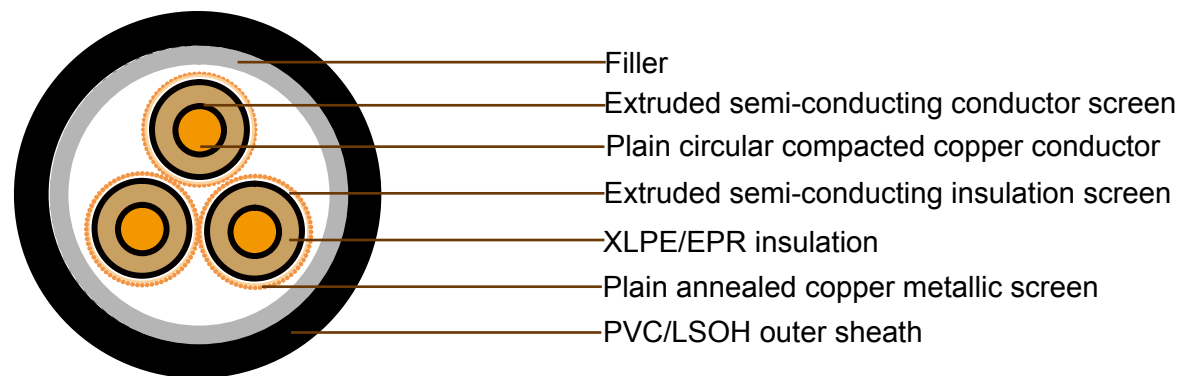 Filler
Extruded semi-conducting conductor screen
Plain circular compacted copper conductor
Extruded semi-conducting insulation screen
XLPE/EPR insulation
Plain annealed copper metallic screen
PVC/LSOH outer sheath